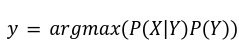 y = argmax(P(X|Y)P(Y))